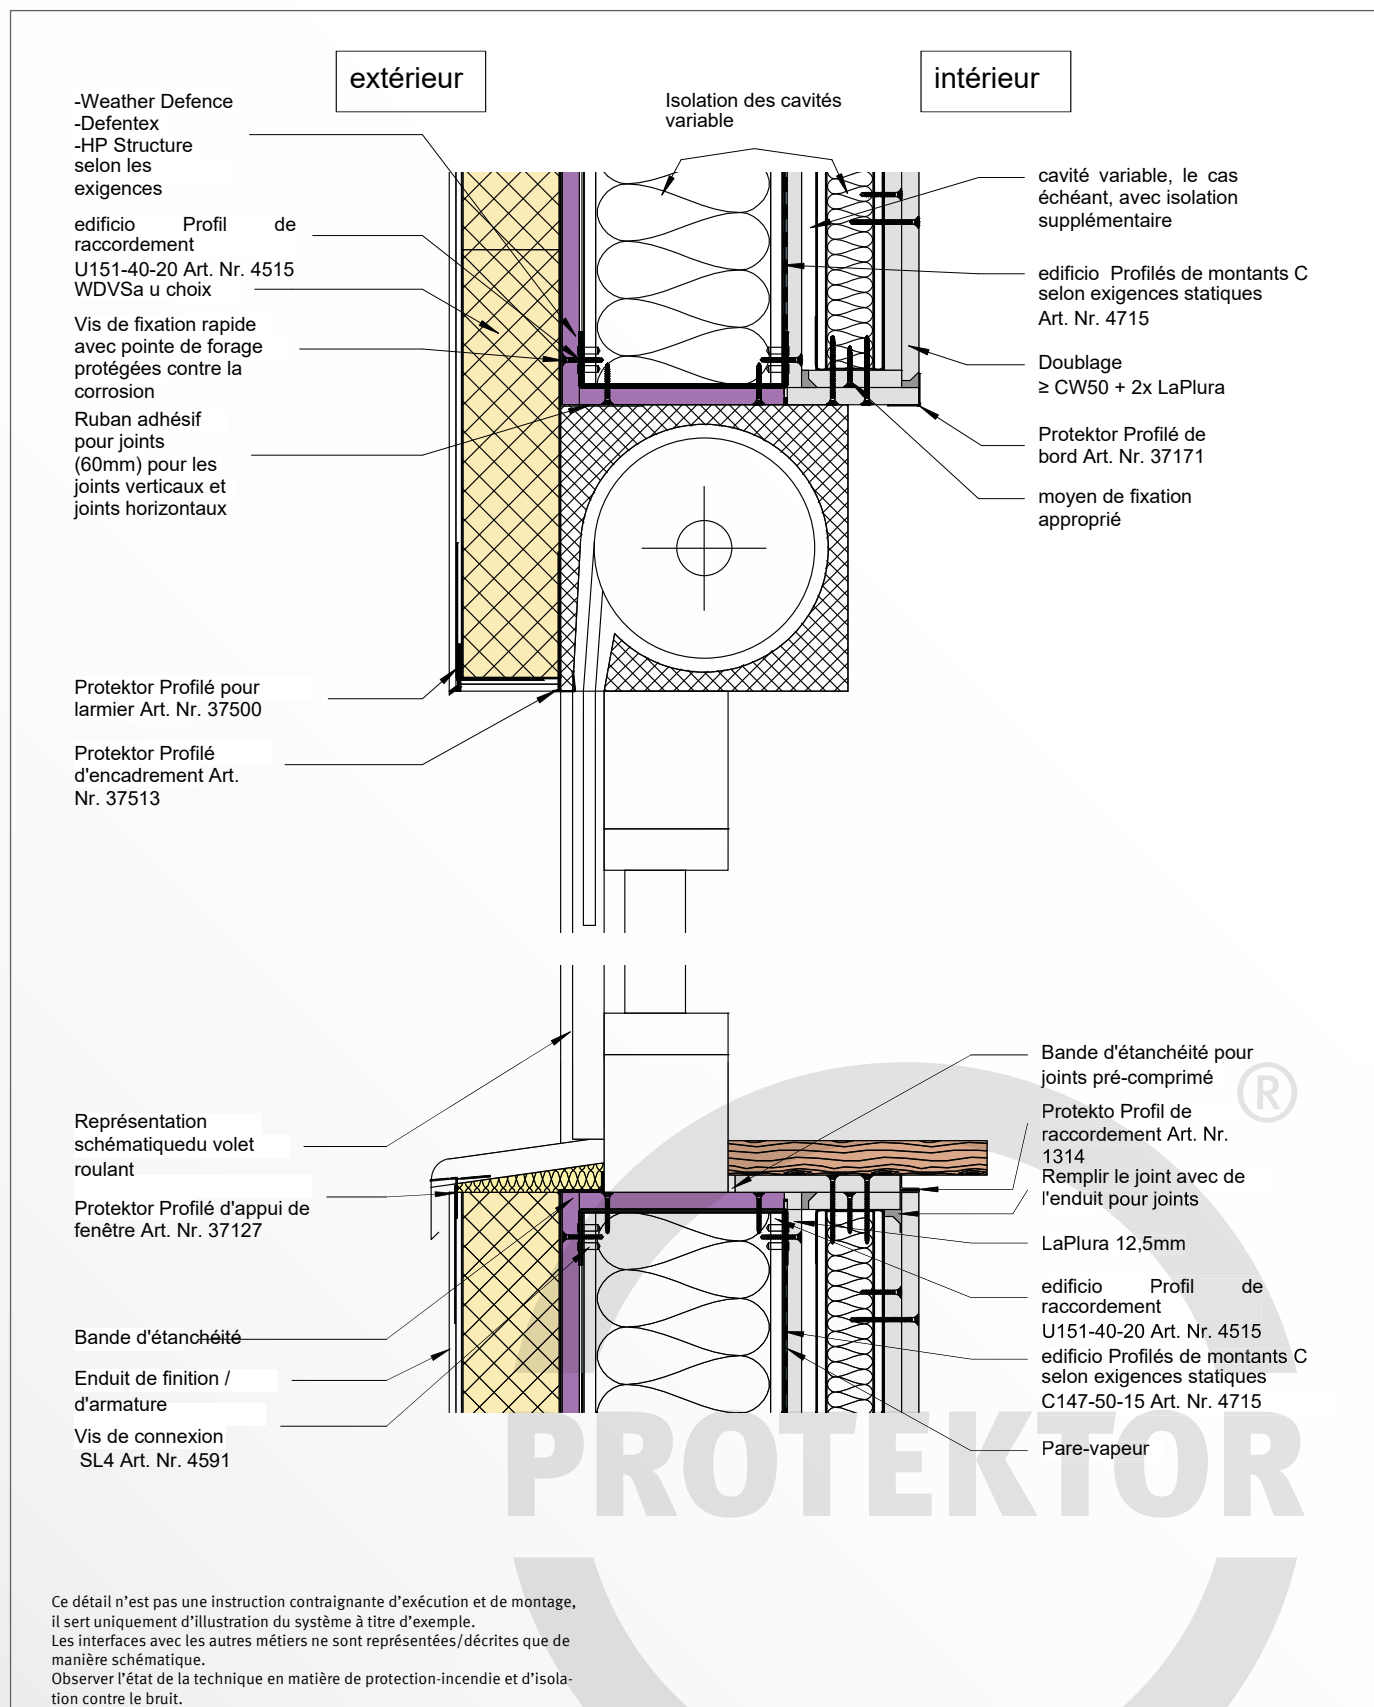 extérieur
intérieur
-Weather Defence
-Defentex
-HP Structure
selon les
exigences
edificio Profil de
raccordement
U151-40-20 Art. Nr. 4515
WDVSa u choix
Vis de fixation rapide
avec pointe de forage
protégées contre la
corrosion
Ruban adhésif
pour joints
(60mm) pour les
joints verticaux et
joints horizontaux
Protektor Profilé pour
larmier Art. Nr. 37500
Protektor Profilé
d'encadrement Art.
Nr. 37513
Isolation des cavités
variable
cavité variable, le cas
échéant, avec isolation
supplémentaire
edificio Profilés de montants C
selon exigences statiques
Art. Nr. 4715
Doublage
≥ CW50 + 2x LaPlura
Protektor Profilé de
bord Art. Nr. 37171
moyen de fixation
approprié
Représentation
schématiquedu volet
roulant
Protektor Profilé d'appui de
fenêtre Art. Nr. 37127
Bande d'étanchéité
Enduit de finition /
d'armature
Vis de connexion
SL4 Art. Nr. 4591
Bande d'étanchéité pour
joints pré-comprimé
Protekto Profil de
raccordement Art. Nr.
1314
Remplir le joint avec de
l'enduit pour joints
LaPlura 12,5mm
edificio Profil de
raccordement
U151-40-20 Art. Nr. 4515
edificio Profilés de montants C
selon exigences statiques
C147-50-15 Art. Nr. 4715
Pare-vapeur
®
PROTEKTOR
Ce détail n’est pas une instruction contraignante d’exécution et de montage,
il sert uniquement d’illustration du système à titre d’exemple.
Les interfaces avec les autres métiers ne sont représentées/décrites que de
manière schématique.
Observer l’état de la technique en matière de protection-incendie et d’isola-
tion contre le bruit.